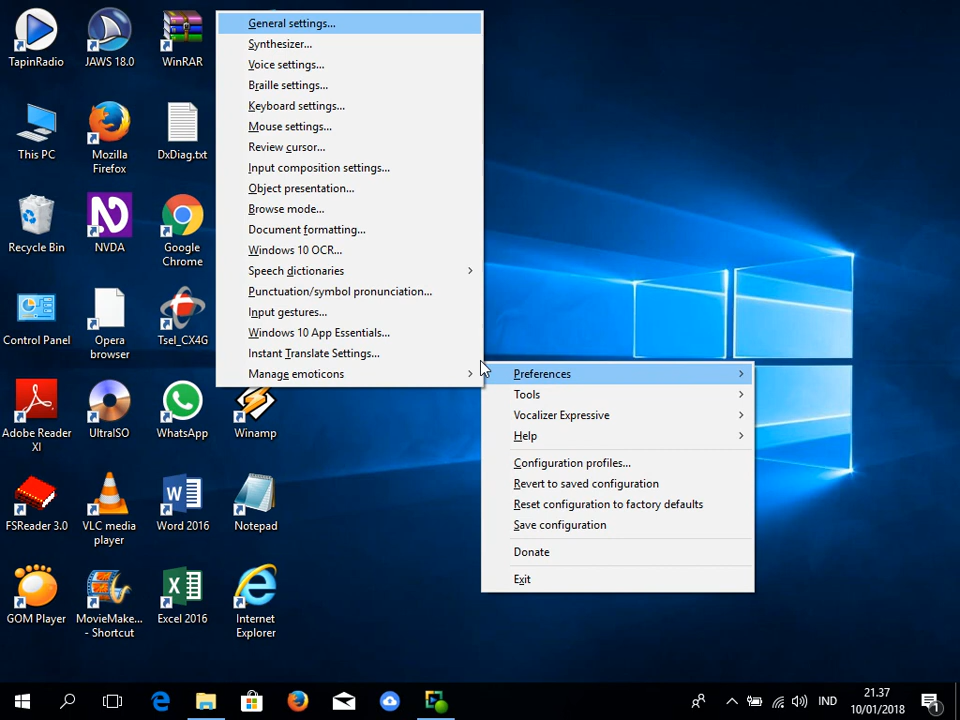 TapinRadio
JAWS 18.0
WinRAR
This PC
Mozilla
Firefox
DxDiag.txt
Recycle Bin
NVDA
Google
Chrome
Control Panel
Opera
browser
Tsel_CX4G
Adobe Reader
XI
UltraISO
WhatsApp
Winamp
FSReader 3.0
VLC media
player
Word 2016
Notepad
GOM Player
MovieMake...
- Shortcut
Excel 2016
Internet
Explorer
General settings...
Synthesizer...
Voice settings...
Braille settings...
Keyboard settings...
Mouse settings...
Review cursor...
Input composition settings...
Object presentation...
Browse mode...
Document formatting...
Windows 10 OCR...
Speech dictionaries
Punctuation/symbol pronunciation...
Input gestures...
Windows 10 App Essentials...
Instant Translate Settings...
Manage emoticons
Preferences
Tools
Vocalizer Expressive
Help
Configuration profiles...
Revert to saved configuration
Reset configuration to factory defaults
Save configuration
Donate
Exit
IND
21.37
10/01/2018
1